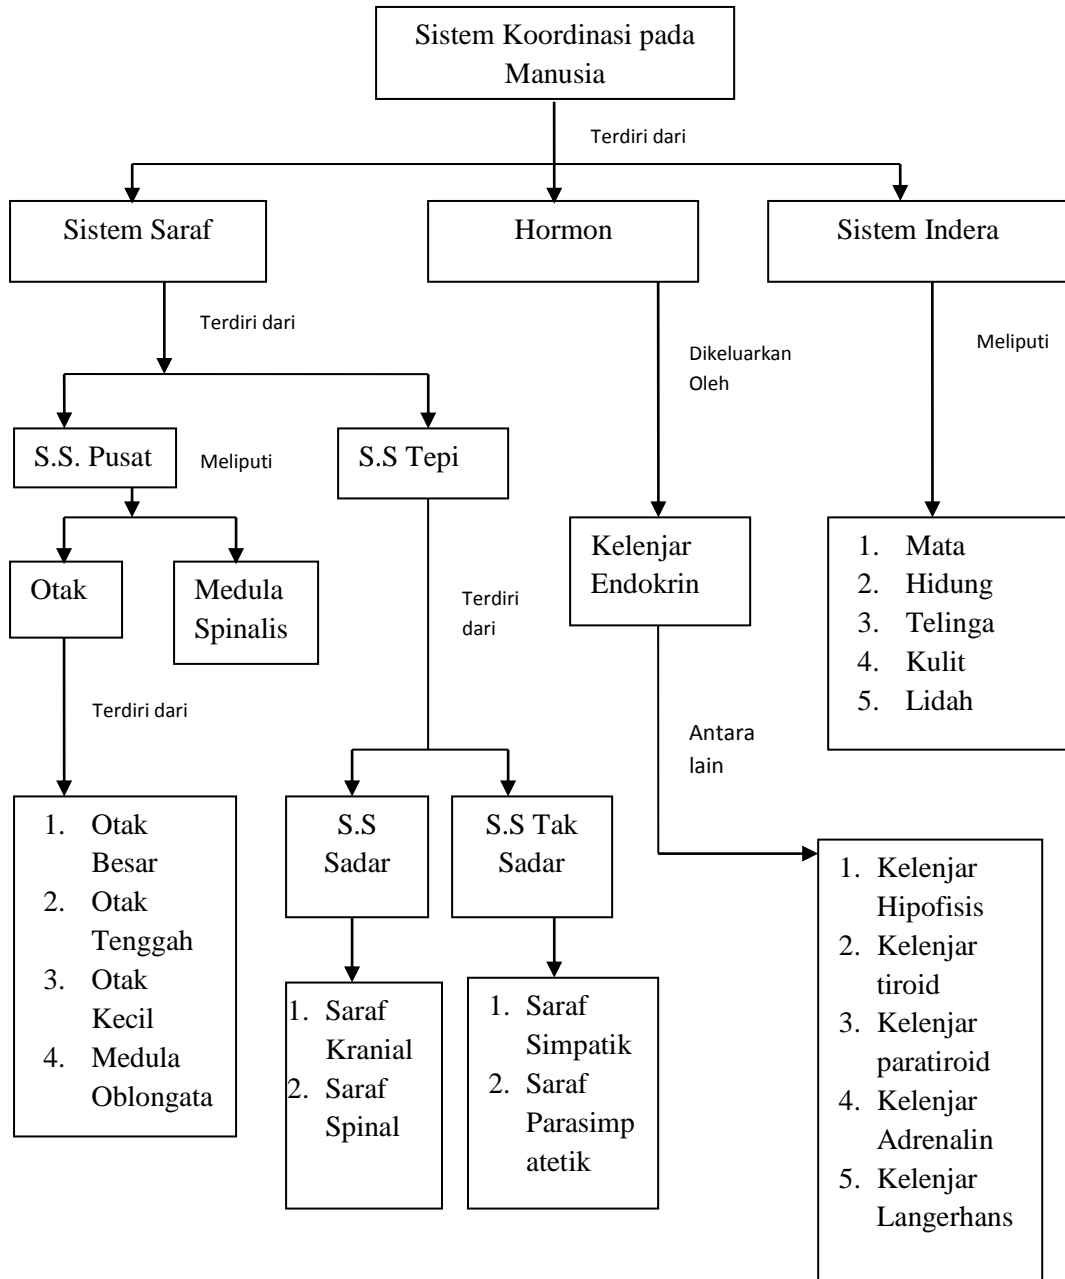 Sistem Koordinasi pada
Manusia
Terdiri dari
Sistem Saraf
Hormon
Sistem Indera
Terdiri dari
Dikeluarkan
Oleh
Meliputi
S.S. Pusat
Meliputi
S.S Tepi
Otak
Medula
Spinalis
Terdiri
dari
Kelenjar
Endokrin
1. Mata
2. Hidung
3. Telinga
4. Kulit
5. Lidah
Terdiri dari
Antara
lain
1. Otak
Besar
2. Otak
Tenggah
3. Otak
Kecil
4. Medula
Oblongata
S.S
Sadar
S.S Tak
Sadar
1. Saraf
Kranial
2. Saraf
Spinal
1. Saraf
Simpatik
2. Saraf
Parasimp
atetik
1. Kelenjar
Hipofisis
2. Kelenjar
tiroid
3. Kelenjar
paratiroid
4. Kelenjar
Adrenalin
5. Kelenjar
Langerhans